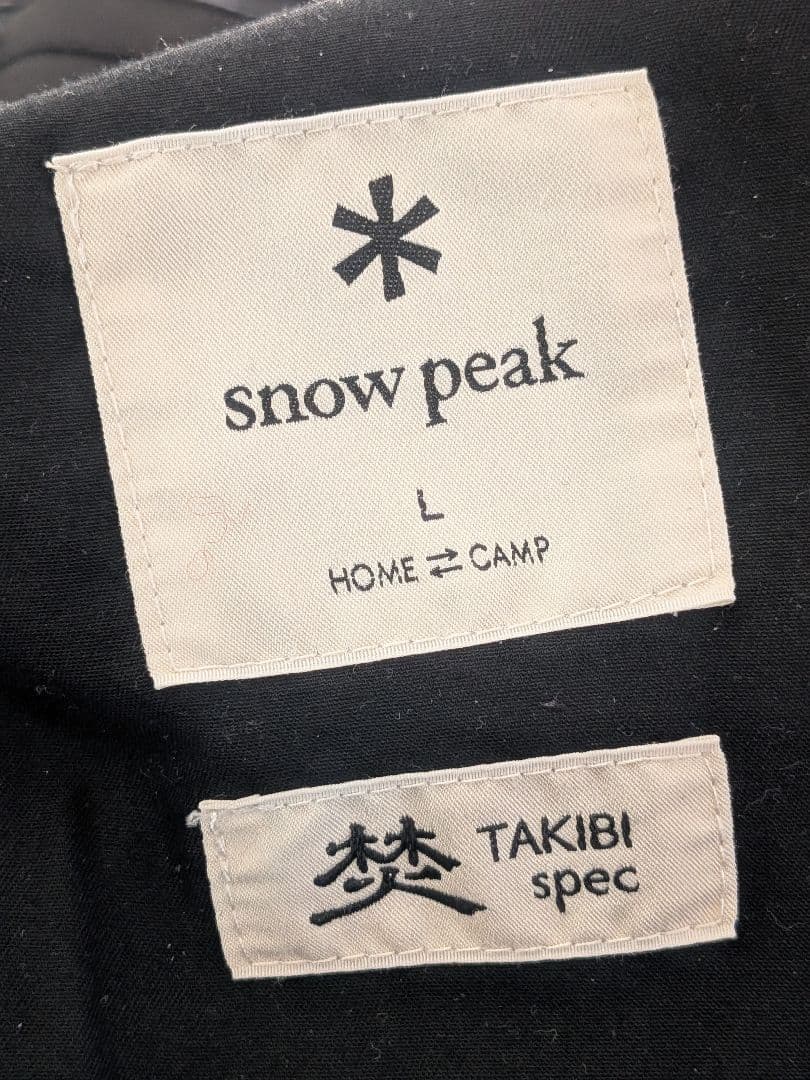 snow peak
L
HOME ⇄ CAMP
焚 TAKIBI
spec